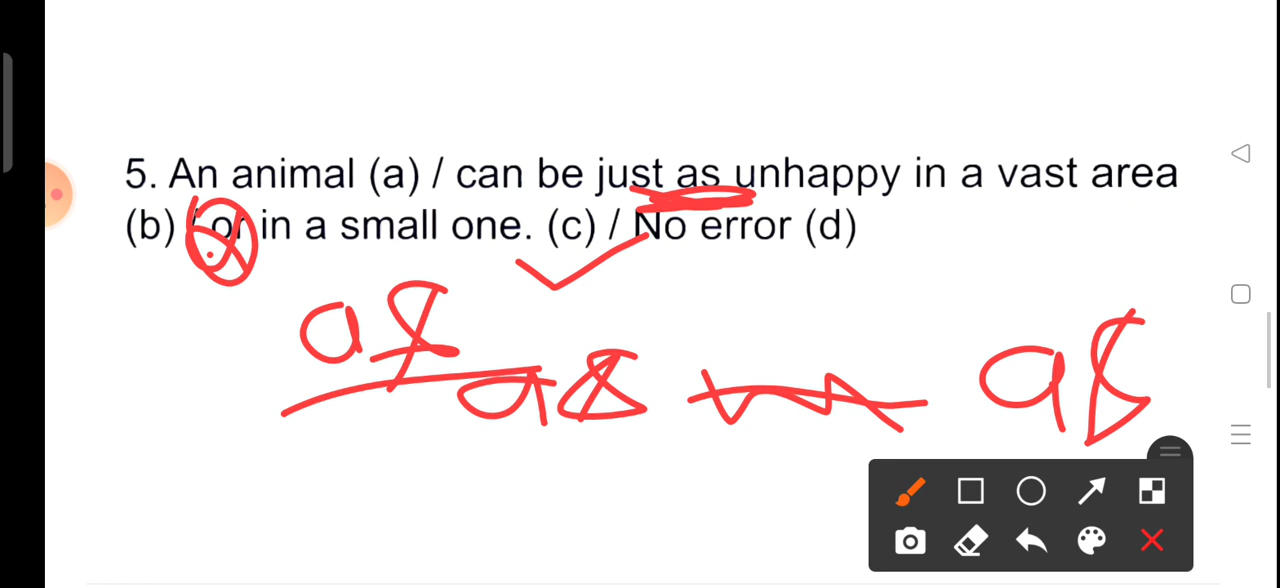 5. An animal (a) / can be just as unhappy in a vast area
(b) / or in a small one. (c) / No error (d)
as
as as